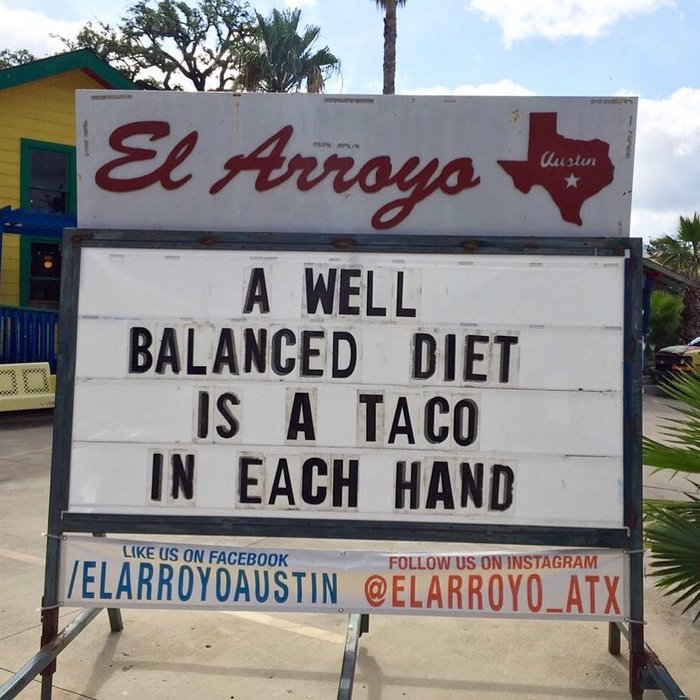 El Arroyo
Austin
A WELL
BALANCED DIET
IS A TACO
IN EACH HAND
LIKE US ON FACEBOOK
/ELARROYOAUSTIN
FOLLOW US ON INSTAGRAM
@ELARROYO_ATX